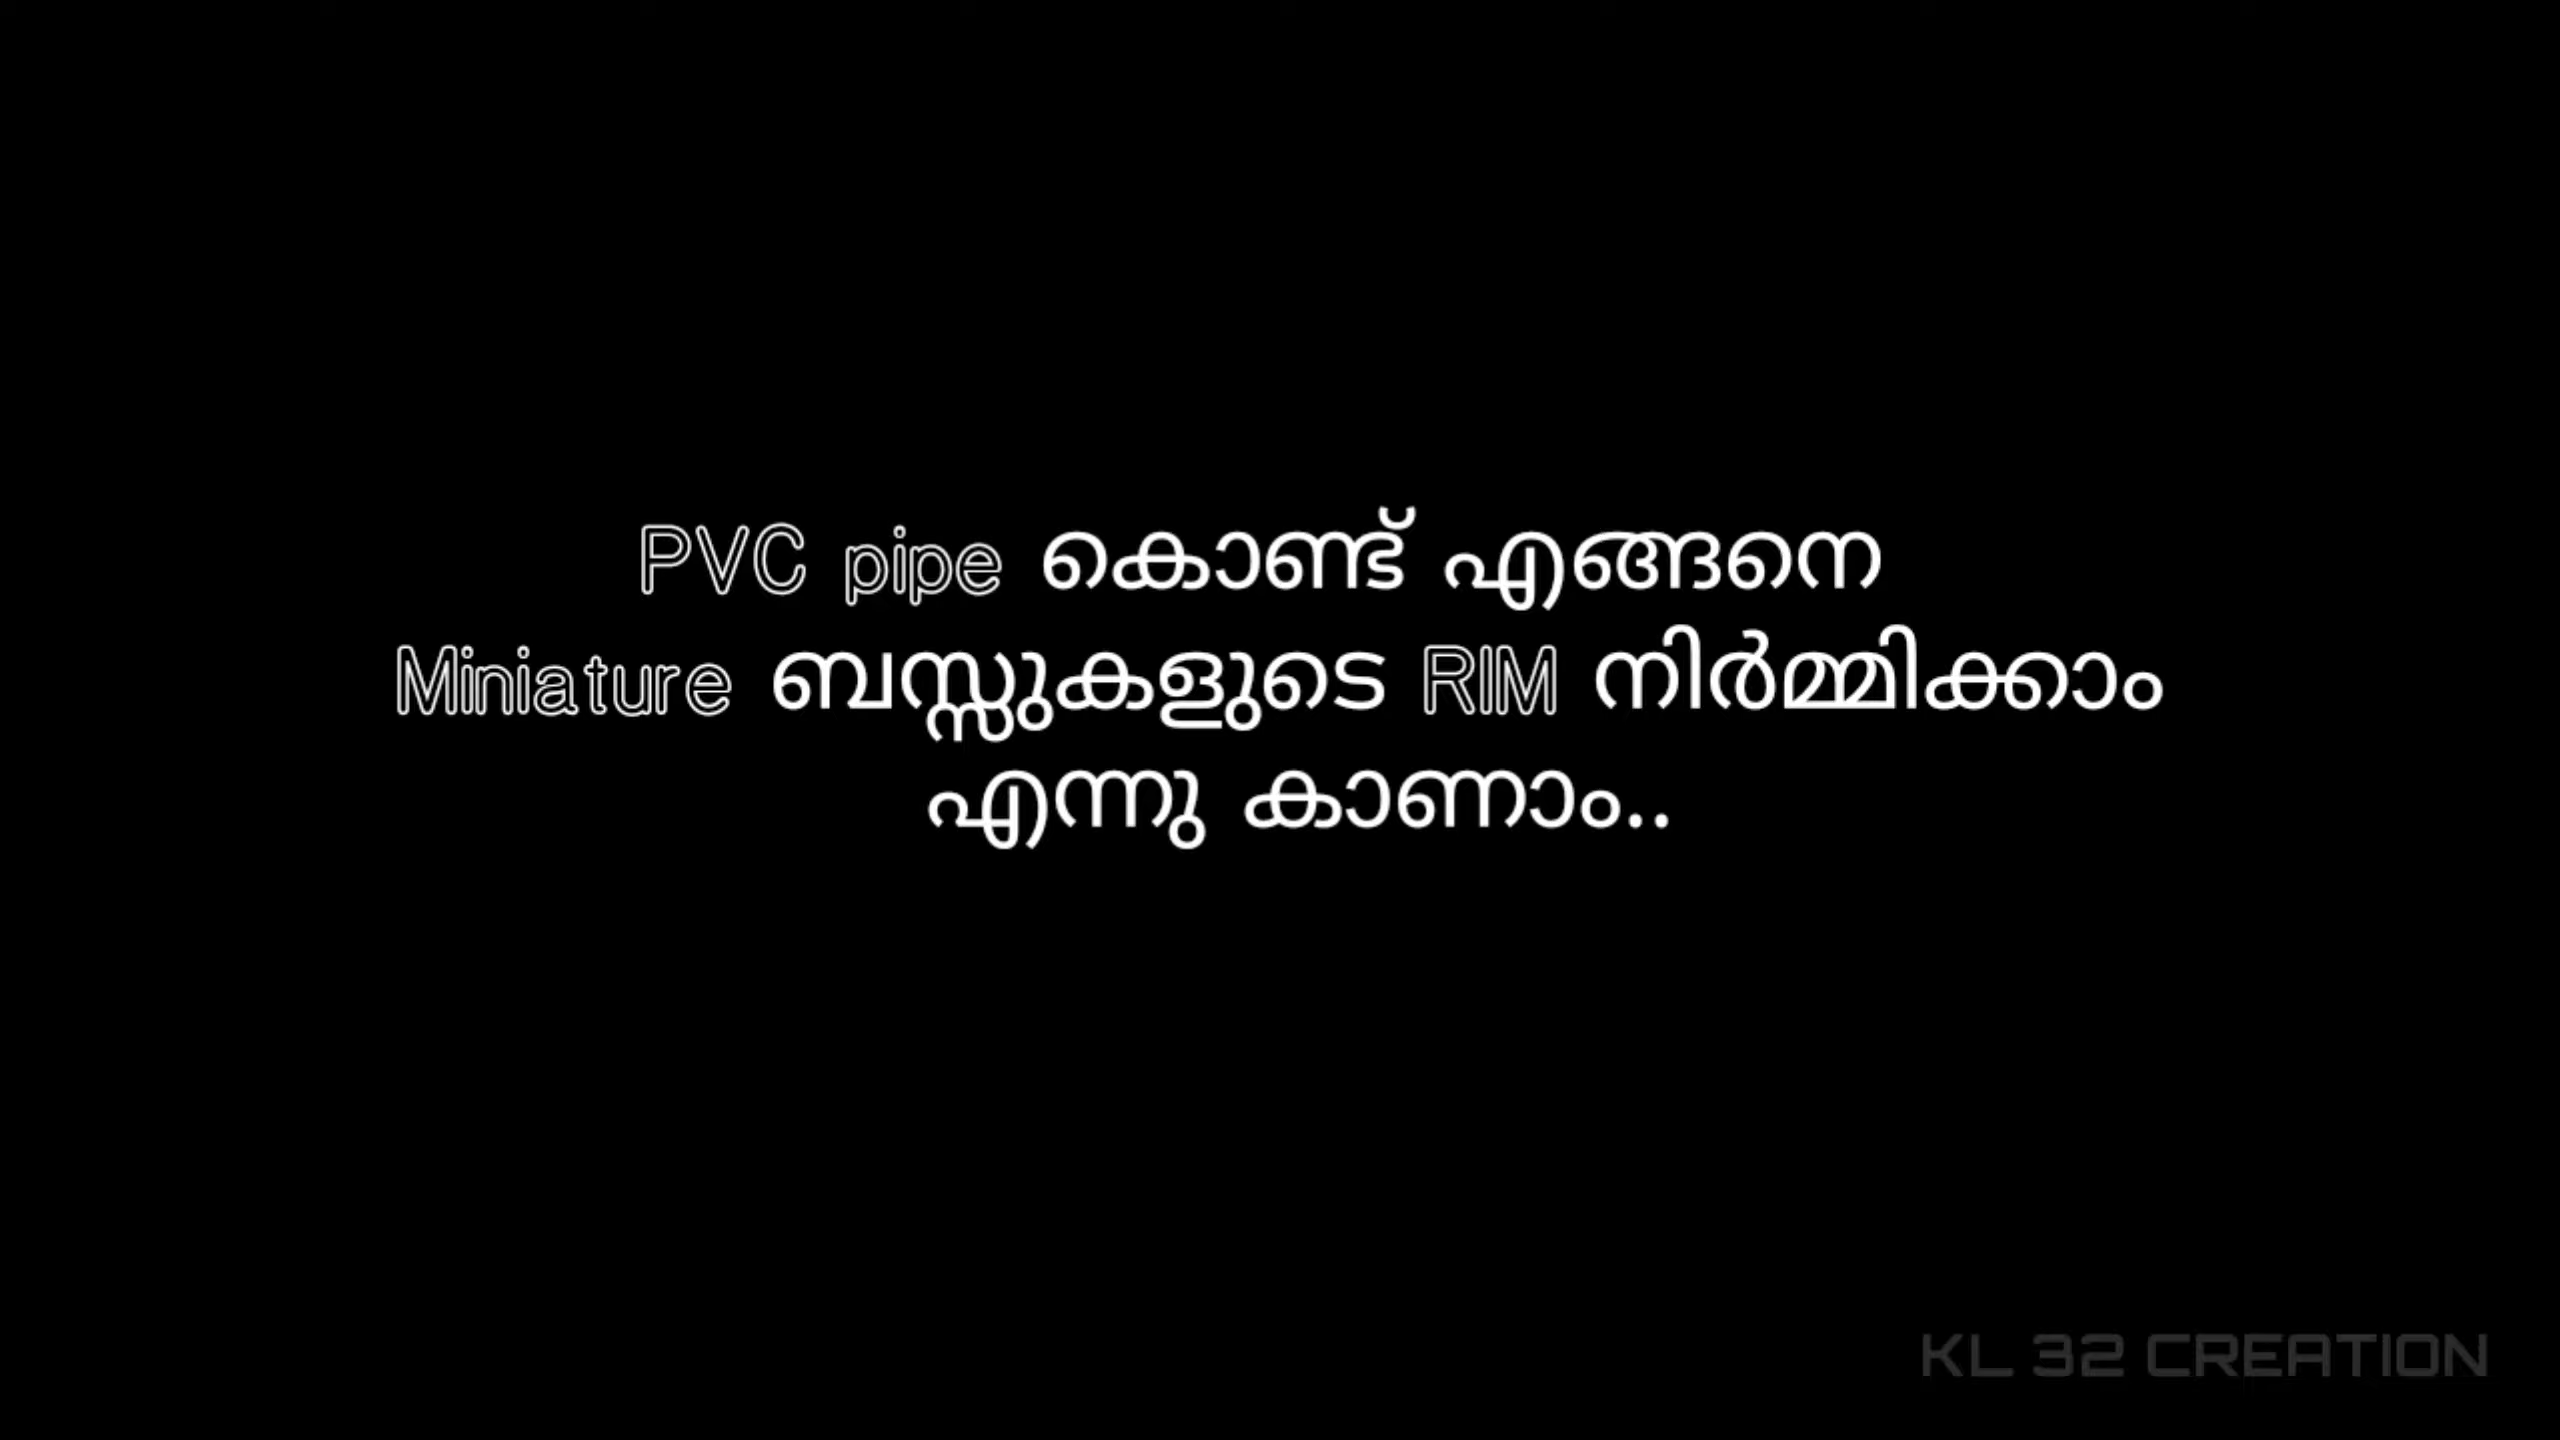 PVC pipe കൊണ്ട് എങ്ങനെ
Miniature ബസ്സുകളുടെ RIM നിർമ്മിക്കാം
എന്നു കാണാം..
KL 32 CREATION